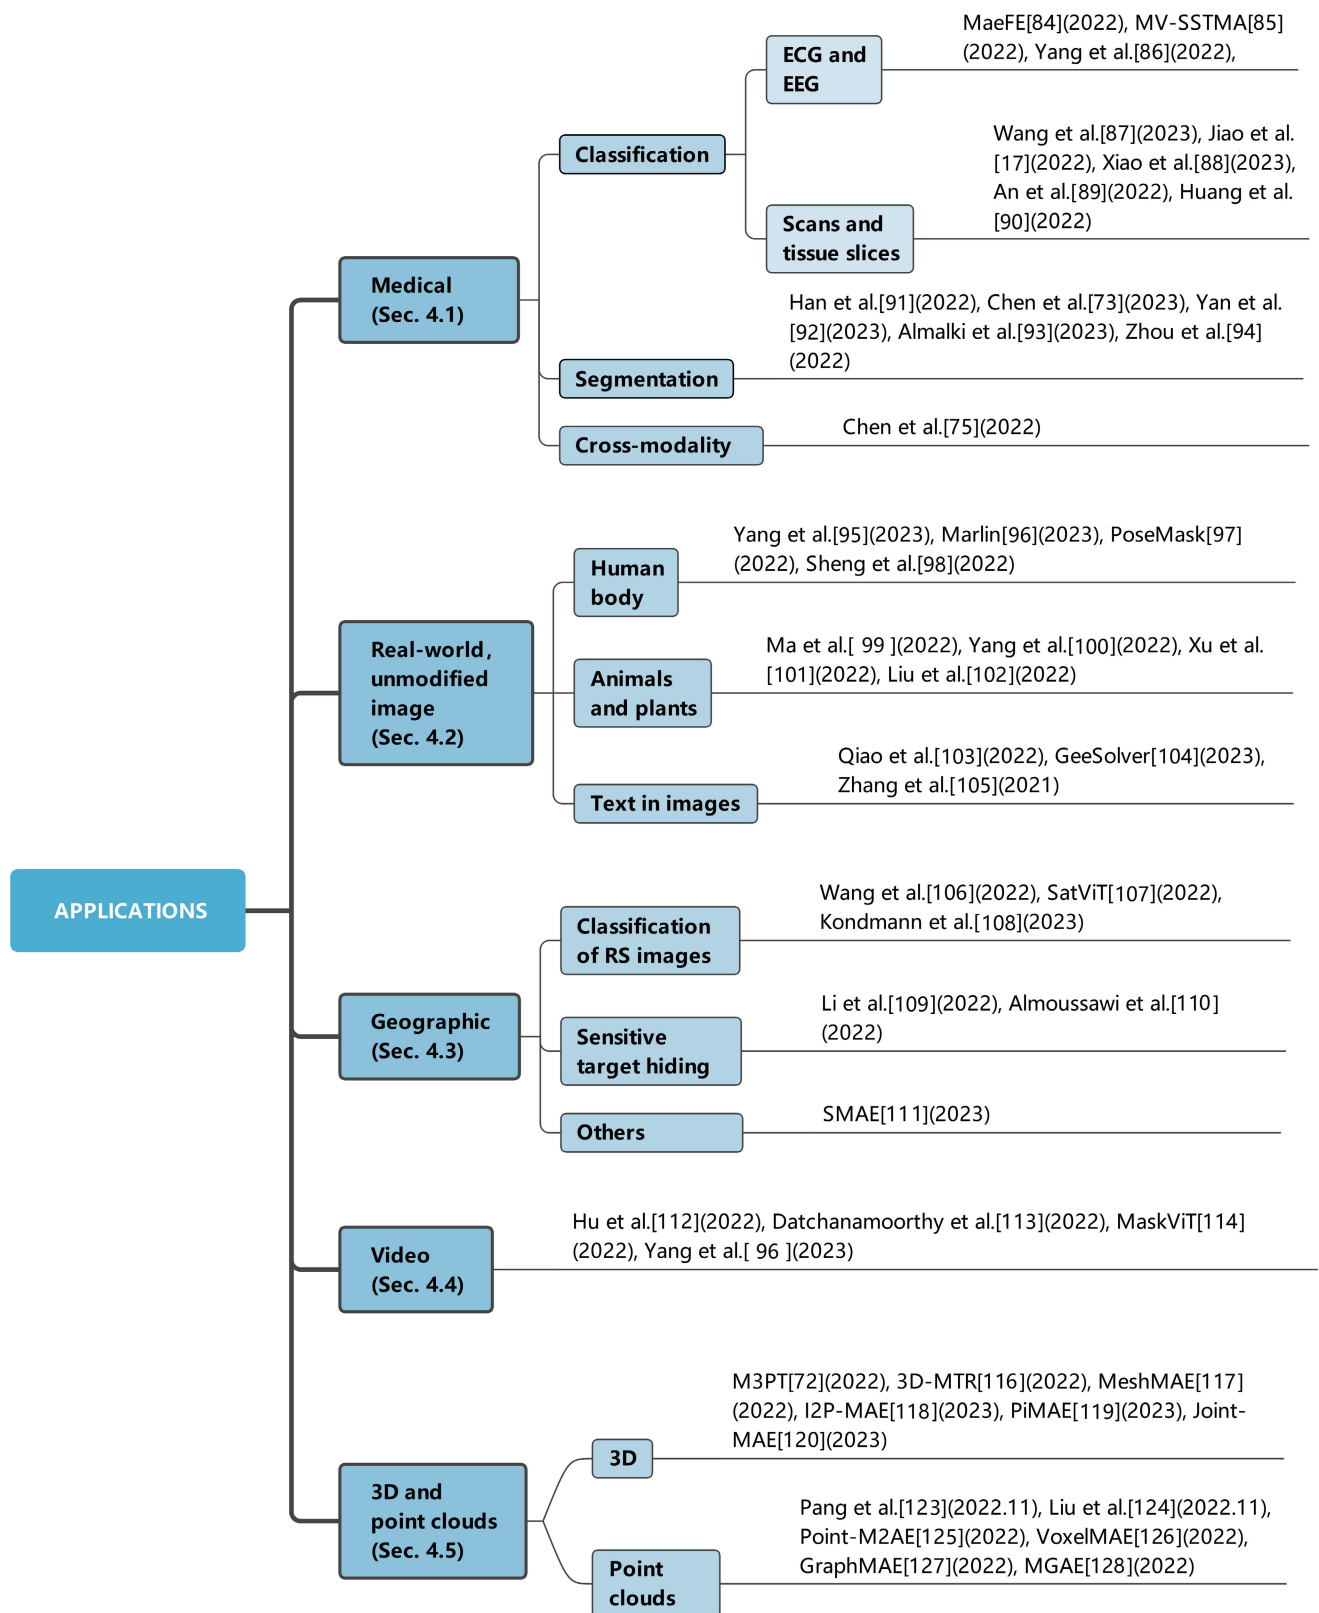 MaeFE[84](2022), MV-SSTMA[85]
(2022), Yang et al.[86](2022),
ECG and
EEG
Classification
Wang et al.[87](2023), Jiao et al.
[17](2022), Xiao et al.[88](2023),
An et al.[89](2022), Huang et al.
[90](2022)
Scans and
tissue slices
Medical
(Sec. 4.1)
Han et al.[91](2022), Chen et al.[73](2023), Yan et al.
[92](2023), Almalki et al.[93](2023), Zhou et al.[94]
(2022)
Segmentation
Chen et al.[75](2022)
Cross-modality
Yang et al.[95](2023), Marlin[96](2023), PoseMask[97]
(2022), Sheng et al.[98](2022)
Human
body
Real-world,
unmodified
image
(Sec. 4.2)
Ma et al.[ 99 ](2022), Yang et al.[100](2022), Xu et al.
[101](2022), Liu et al.[102](2022)
Animals
and plants
Qiao et al.[103](2022), GeeSolver[104](2023),
Zhang et al.[105](2021)
Text in images
APPLICATIONS
Wang et al.[106](2022), SatViT[107](2022),
Kondmann et al.[108](2023)
Classification
of RS images
Geographic
(Sec. 4.3)
Li et al.[109](2022), Almoussawi et al.[110]
(2022)
Sensitive
target hiding
SMAE[111](2023)
Others
Hu et al.[112](2022), Datchanamoorthy et al.[113](2022), MaskViT[114]
(2022), Yang et al.[ 96 ](2023)
Video
(Sec. 4.4)
M3PT[72](2022), 3D-MTR[116](2022), MeshMAE[117]
(2022), I2P-MAE[118](2023), PiMAE[119](2023), Joint-
MAE[120](2023)
3D
3D and
point clouds
(Sec. 4.5)
Pang et al.[123](2022.11), Liu et al.[124](2022.11),
Point-M2AE[125](2022), VoxelMAE[126](2022),
GraphMAE[127](2022), MGAE[128](2022)
Point
clouds